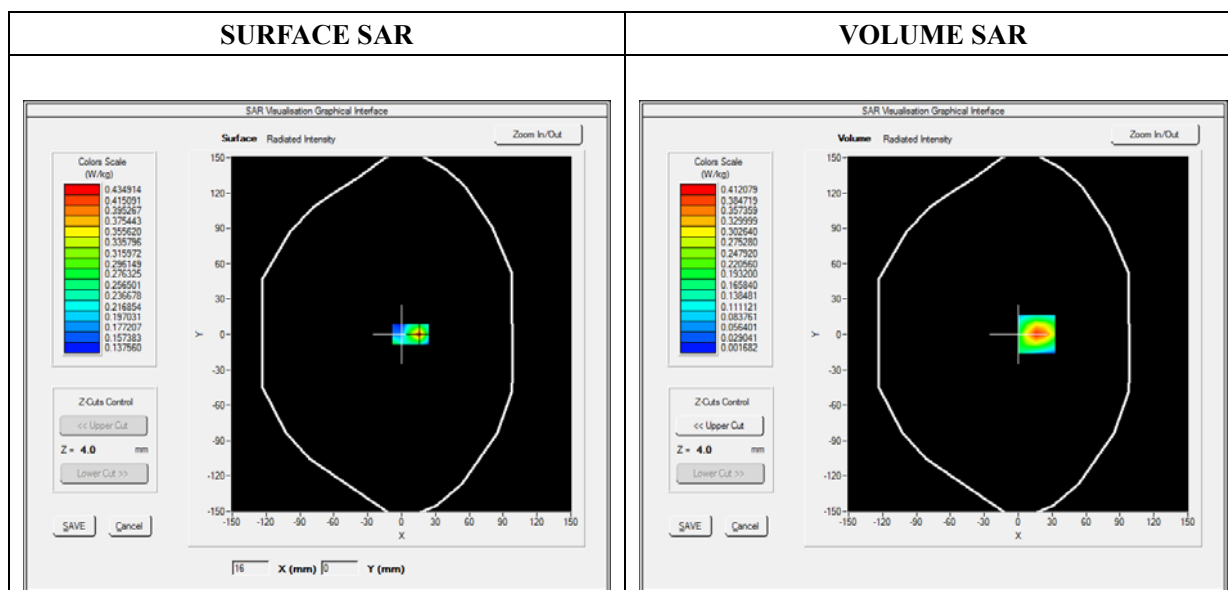 SURFACE SAR
VOLUME SAR
SAR Visualisation Graphical Interface
Surface Radiated Intensity
Zoom In/Out
Colors Scale
(W/kg)
0.434914
0.415091
0.395267
0.375443
0.355620
0.335796
0.315972
0.296149
0.276325
0.256501
0.236678
0.216854
0.197031
0.177207
0.157383
0.137560
Z-Cuts Control
<< Upper Cut
Z = 4.0 mm
Lower Cut >>
SAVE Cancel
150
120
90
60
30
0
-30
-60
-90
-120
-150
Y
-150 -120 -90 -60 -30 0 30 60 90 120 150
X
16 X (mm) 0 Y (mm)
SAR Visualisation Graphical Interface
Volume Radiated Intensity
Zoom In/Out
Colors Scale
(W/kg)
0.412079
0.384719
0.357359
0.329999
0.302640
0.275280
0.247920
0.220560
0.193200
0.165840
0.138481
0.111121
0.083761
0.056401
0.029041
0.001682
Z-Cuts Control
<< Upper Cut
Z = 4.0 mm
Lower Cut >>
SAVE Cancel
150
120
90
60
30
0
-30
-60
-90
-120
-150
Y
-150 -120 -90 -60 -30 0 30 60 90 120 150
X